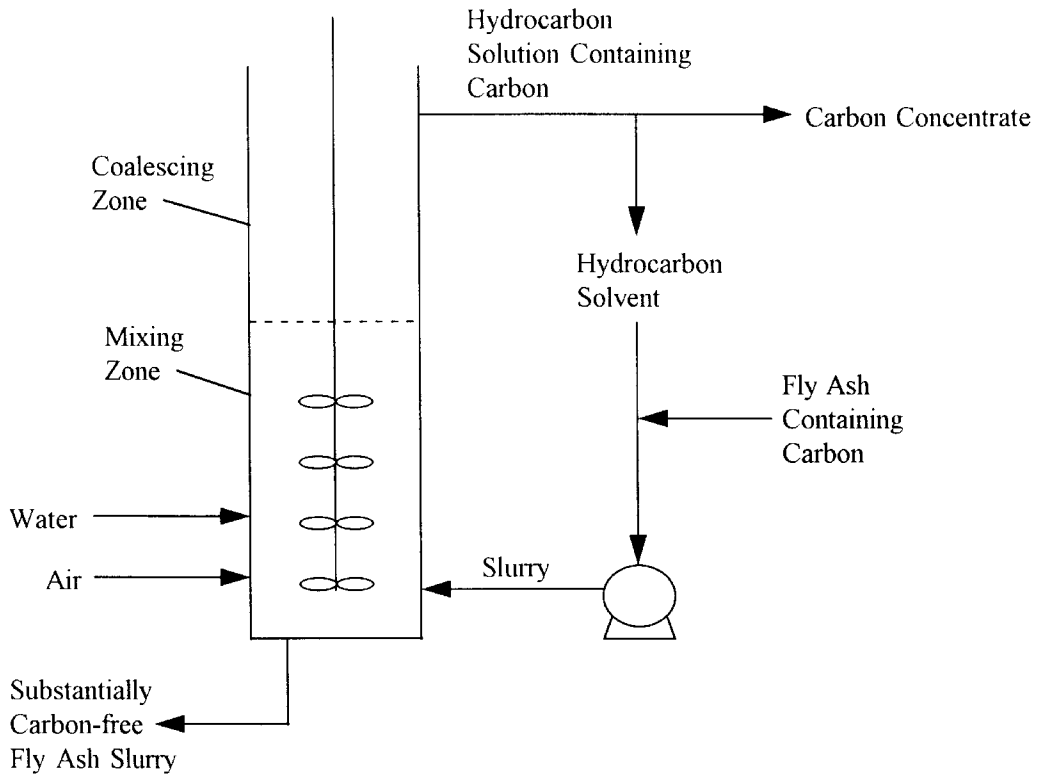 Hydrocarbon
Solution Containing
Carbon
Carbon Concentrate
Coalescing
Zone
Hydrocarbon
Solvent
Mixing
Zone
Fly Ash
Containing
Carbon
Water
Air
Slurry
Substantially
Carbon-free
Fly Ash Slurry